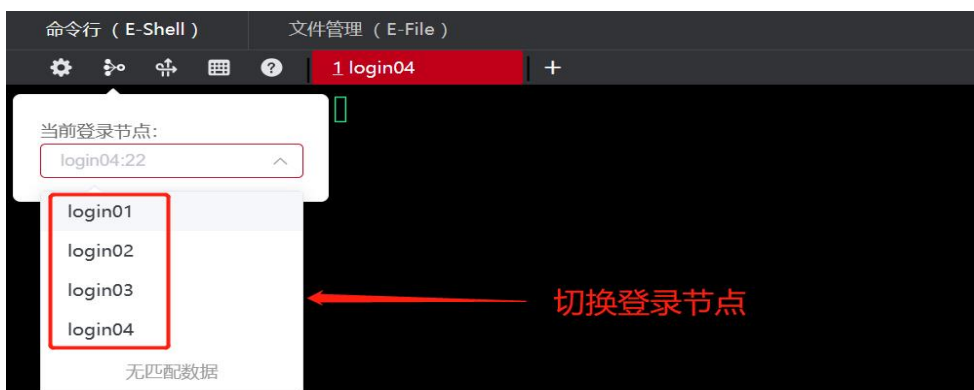 命令行（E-Shell） 文件管理（E-File）
1 login04 +
当前登录节点:
login04:22
login01
login02
login03
login04
无匹配数据
切换登录节点